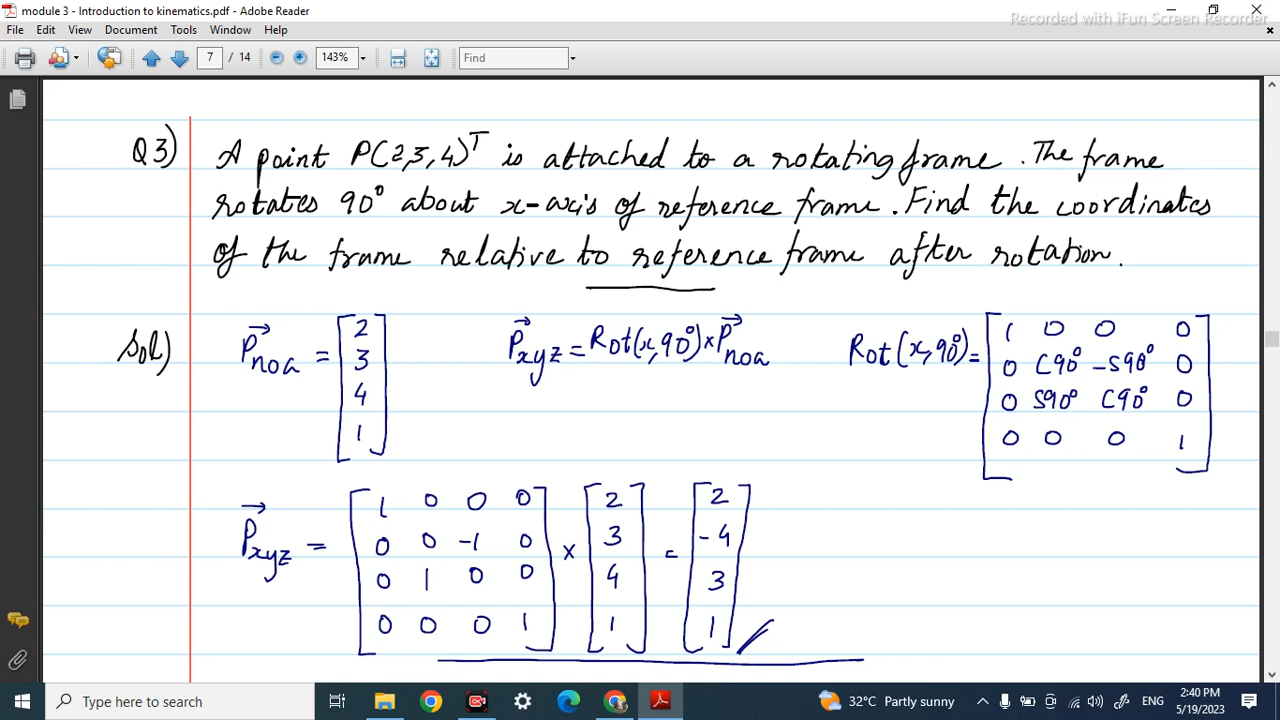 module 3 - Introduction to kinematics.pdf - Adobe Reader
Recorded with iFun Screen Recorder
File Edit View Document Tools Window Help
7 / 14 143% Find
Q3) A point P(2,3,4)ᵀ is attached to a rotating frame. The frame
rotates 90° about x-axis of reference frame. Find the coordinates
of the frame relative to reference frame after rotation.
Sol) P⃗noa = [2 3 4 1] P⃗xyz = Rot(x,90°) × P⃗noa Rot(x,90°) =
1 0 0 0
0 C90° -S90° 0
0 S90° C90° 0
0 0 0 1
P⃗xyz =
1 0 0 0 2 2
0 0 -1 0 × 3 = -4
0 1 0 0 4 3
0 0 0 1 1 1
Type here to search 32°C Partly sunny ENG 2:40 PM
5/19/2023